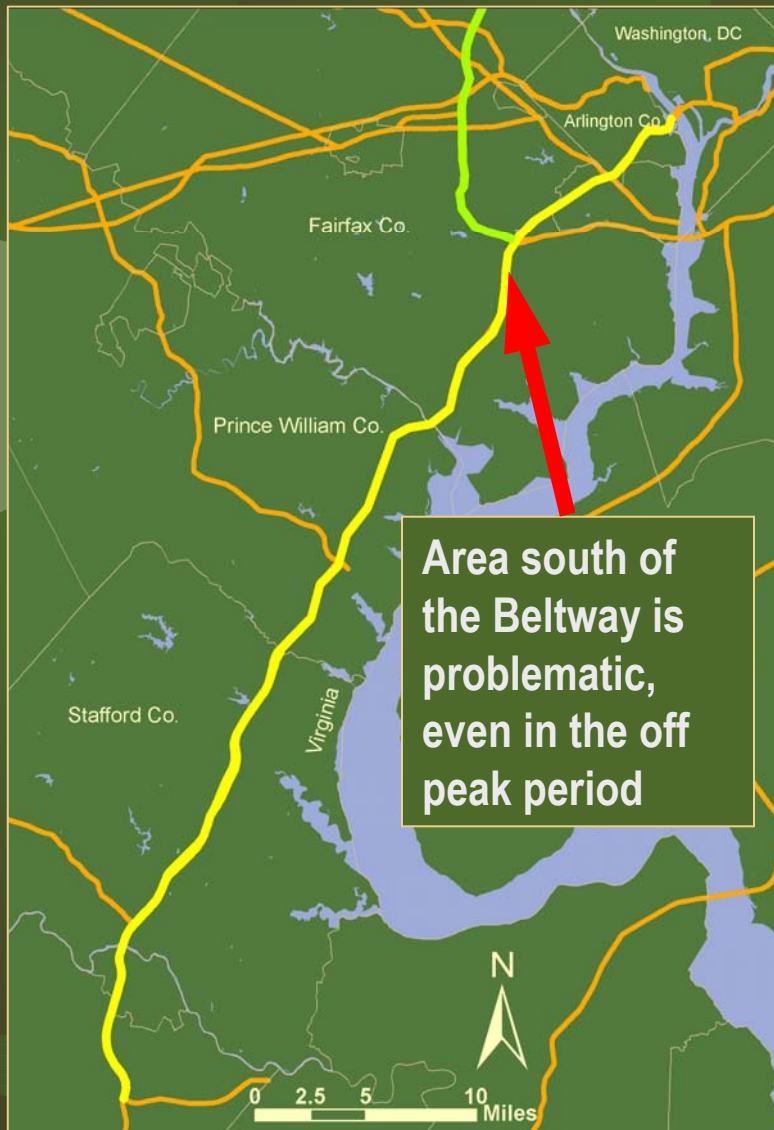 Washington, DC
Arlington Co.
Fairfax Co.
Prince William Co.
Area south of
the Beltway is
problematic,
even in the off
peak period
Stafford Co.
Virginia
N
0 2.5 5 10
Miles